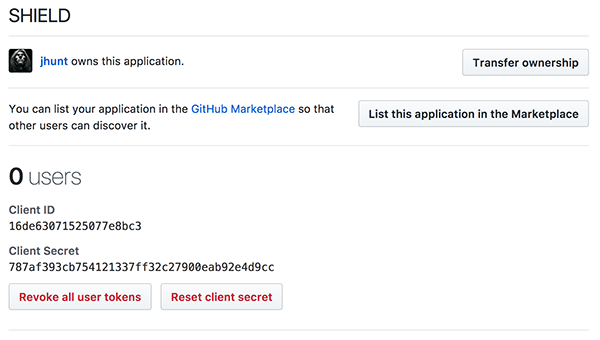 SHIELD
jhunt owns this application.
Transfer ownership
You can list your application in the GitHub Marketplace so that
other users can discover it.
List this application in the Marketplace
0 users
Client ID
16de63071525077e8bc3
Client Secret
787af393cb754121337ff32c27900eab92e4d9cc
Revoke all user tokens
Reset client secret